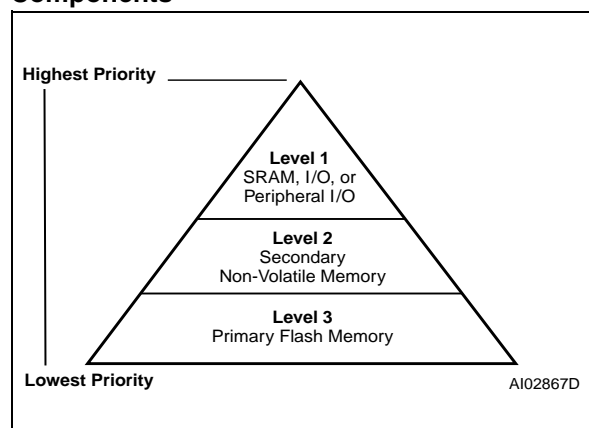 Components
Highest Priority
Level 1
SRAM, I/O, or
Peripheral I/O
Level 2
Secondary
Non-Volatile Memory
Level 3
Primary Flash Memory
Lowest Priority
AI02867D